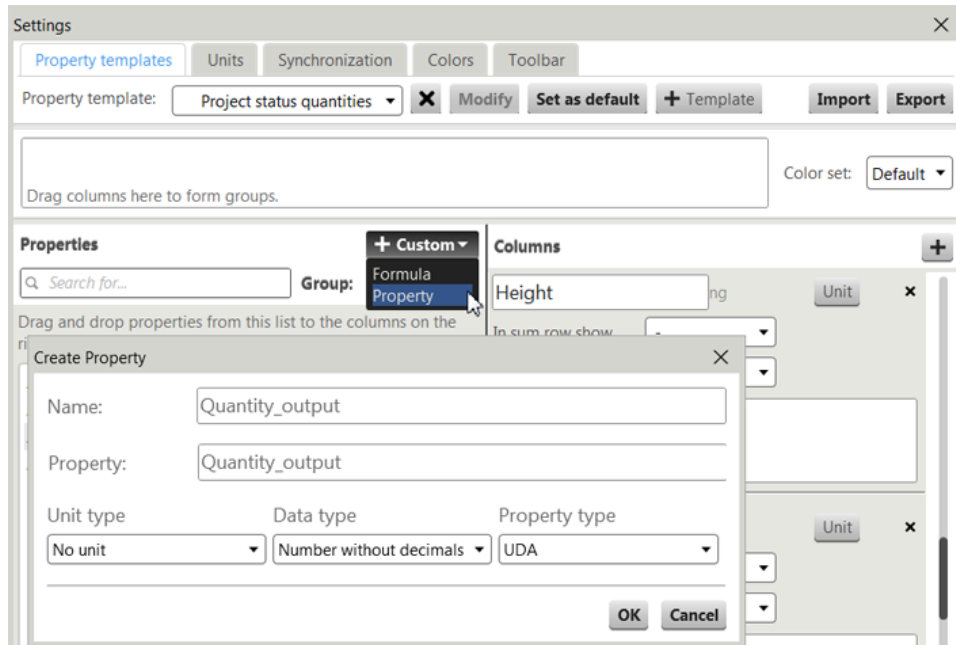 Settings
Property templates Units Synchronization Colors Toolbar
Property template: Project status quantities Modify Set as default + Template Import Export
Drag columns here to form groups.
Color set: Default
Properties + Custom Columns +
Search for... Group: Formula
Property
Height ng Unit
Drag and drop properties from this list to the columns on the
In sum row show -
Create Property
Name: Quantity_output
Property: Quantity_output
Unit type Data type Property type
No unit Number without decimals UDA
Unit
OK Cancel